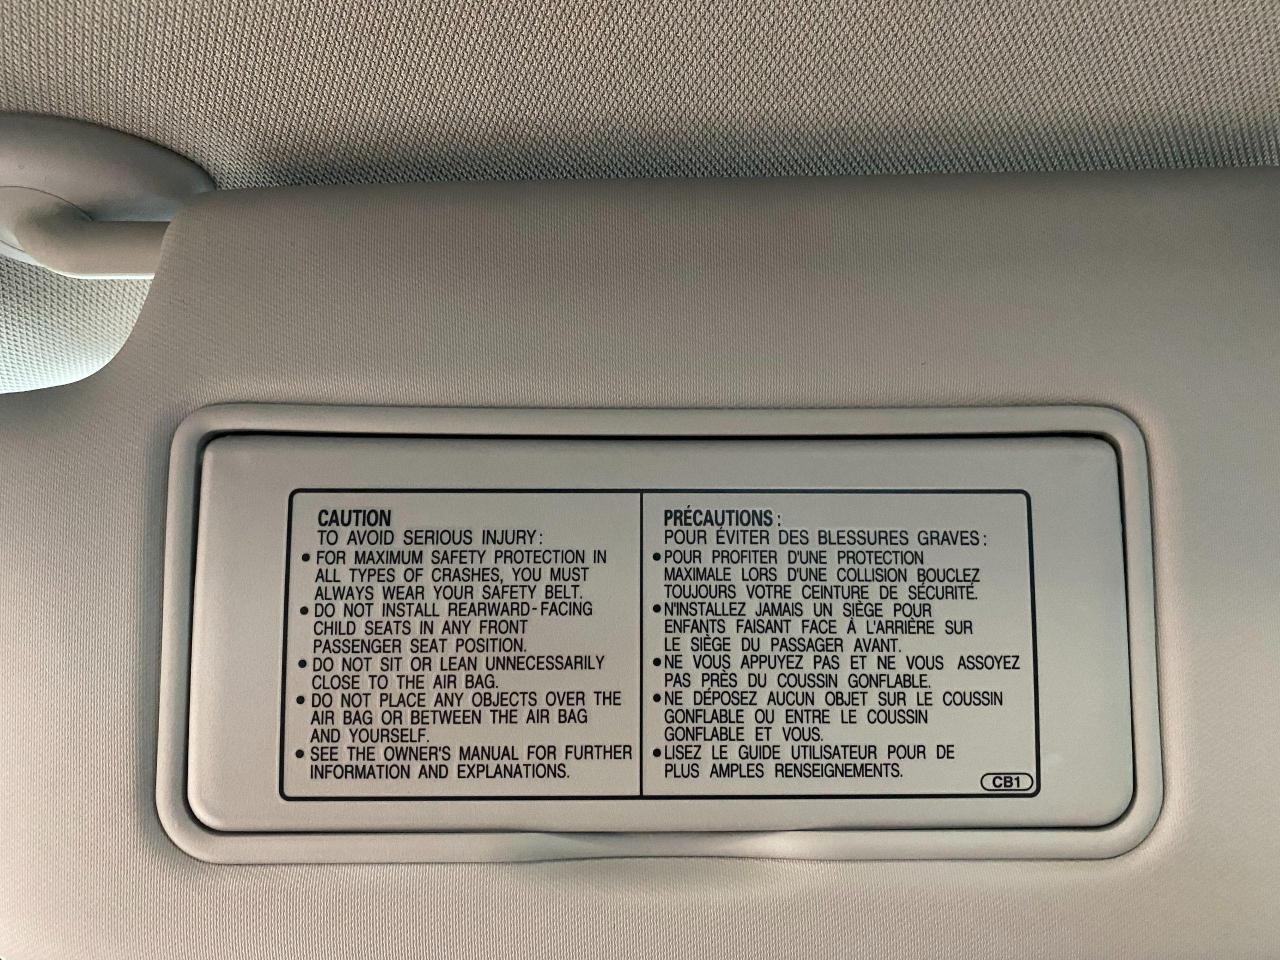 CAUTION
TO AVOID SERIOUS INJURY:
● FOR MAXIMUM SAFETY PROTECTION IN
ALL TYPES OF CRASHES, YOU MUST
ALWAYS WEAR YOUR SAFETY BELT.
● DO NOT INSTALL REARWARD-FACING
CHILD SEATS IN ANY FRONT
PASSENGER SEAT POSITION.
● DO NOT SIT OR LEAN UNNECESSARILY
CLOSE TO THE AIR BAG.
● DO NOT PLACE ANY OBJECTS OVER THE
AIR BAG OR BETWEEN THE AIR BAG
AND YOURSELF.
● SEE THE OWNER'S MANUAL FOR FURTHER
INFORMATION AND EXPLANATIONS.
PRÉCAUTIONS:
POUR ÉVITER DES BLESSURES GRAVES:
● POUR PROFITER D'UNE PROTECTION
MAXIMALE LORS D'UNE COLLISION BOUCLEZ
TOUJOURS VOTRE CEINTURE DE SÉCURITÉ.
● N'INSTALLEZ JAMAIS UN SIÈGE POUR
ENFANTS FAISANT FACE À L'ARRIÈRE SUR
LE SIÈGE DU PASSAGER AVANT.
● NE VOUS APPUYEZ PAS ET NE VOUS ASSOYEZ
PAS PRÈS DU COUSSIN GONFLABLE.
● NE DÉPOSEZ AUCUN OBJET SUR LE COUSSIN
GONFLABLE OU ENTRE LE COUSSIN
GONFLABLE ET VOUS.
● LISEZ LE GUIDE UTILISATEUR POUR DE
PLUS AMPLES RENSEIGNEMENTS.
CB1